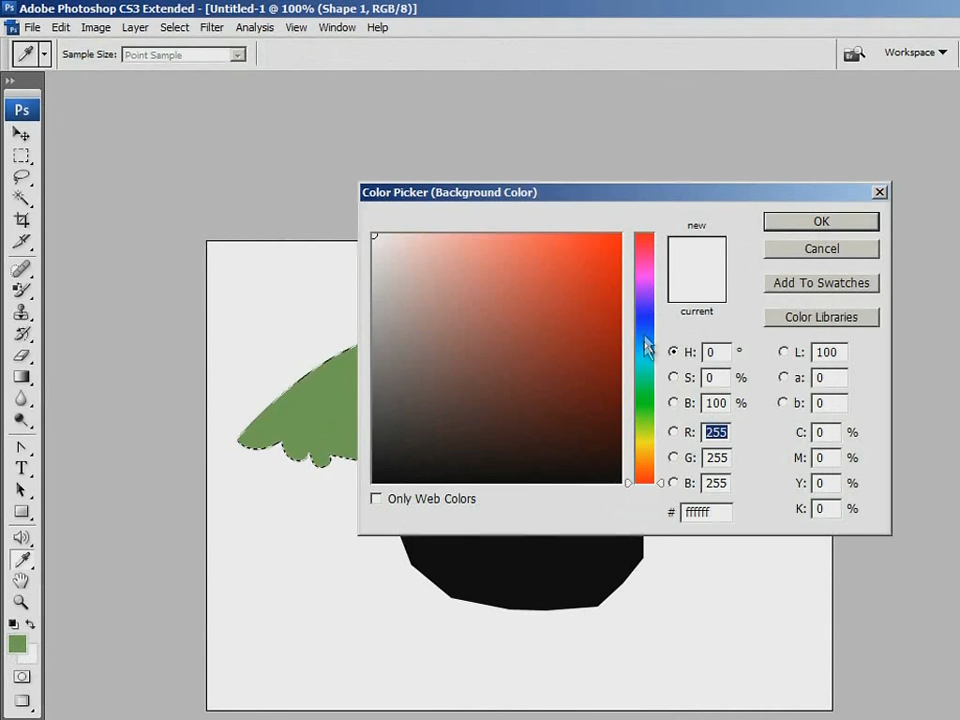 Adobe Photoshop CS3 Extended - [Untitled-1 @ 100% (Shape 1, RGB/8)]
File Edit Image Layer Select Filter Analysis View Window Help
Sample Size: Point Sample Workspace
Ps
Color Picker (Background Color)
new
OK
Cancel
current
Add To Swatches
Color Libraries
H: 0 ° L: 100
S: 0 % a: 0
B: 100 % b: 0
R: 255 C: 0 %
G: 255 M: 0 %
B: 255 Y: 0 %
Only Web Colors
# ffffff K: 0 %
T